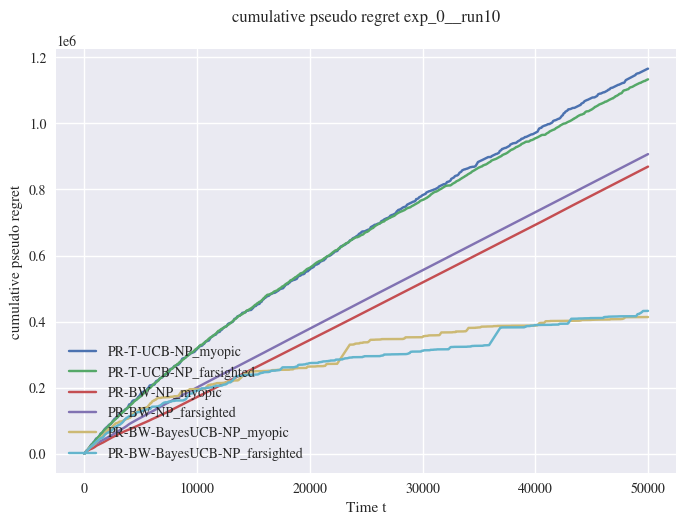 cumulative pseudo regret exp_0__run10
1e6
1.2
1.0
0.8
0.6
0.4
0.2
0.0
cumulative pseudo regret
PR-T-UCB-NP_myopic
PR-T-UCB-NP_farsighted
PR-BW-NP_myopic
PR-BW-NP_farsighted
PR-BW-BayesUCB-NP_myopic
PR-BW-BayesUCB-NP_farsighted
0 10000 20000 30000 40000 50000
Time t